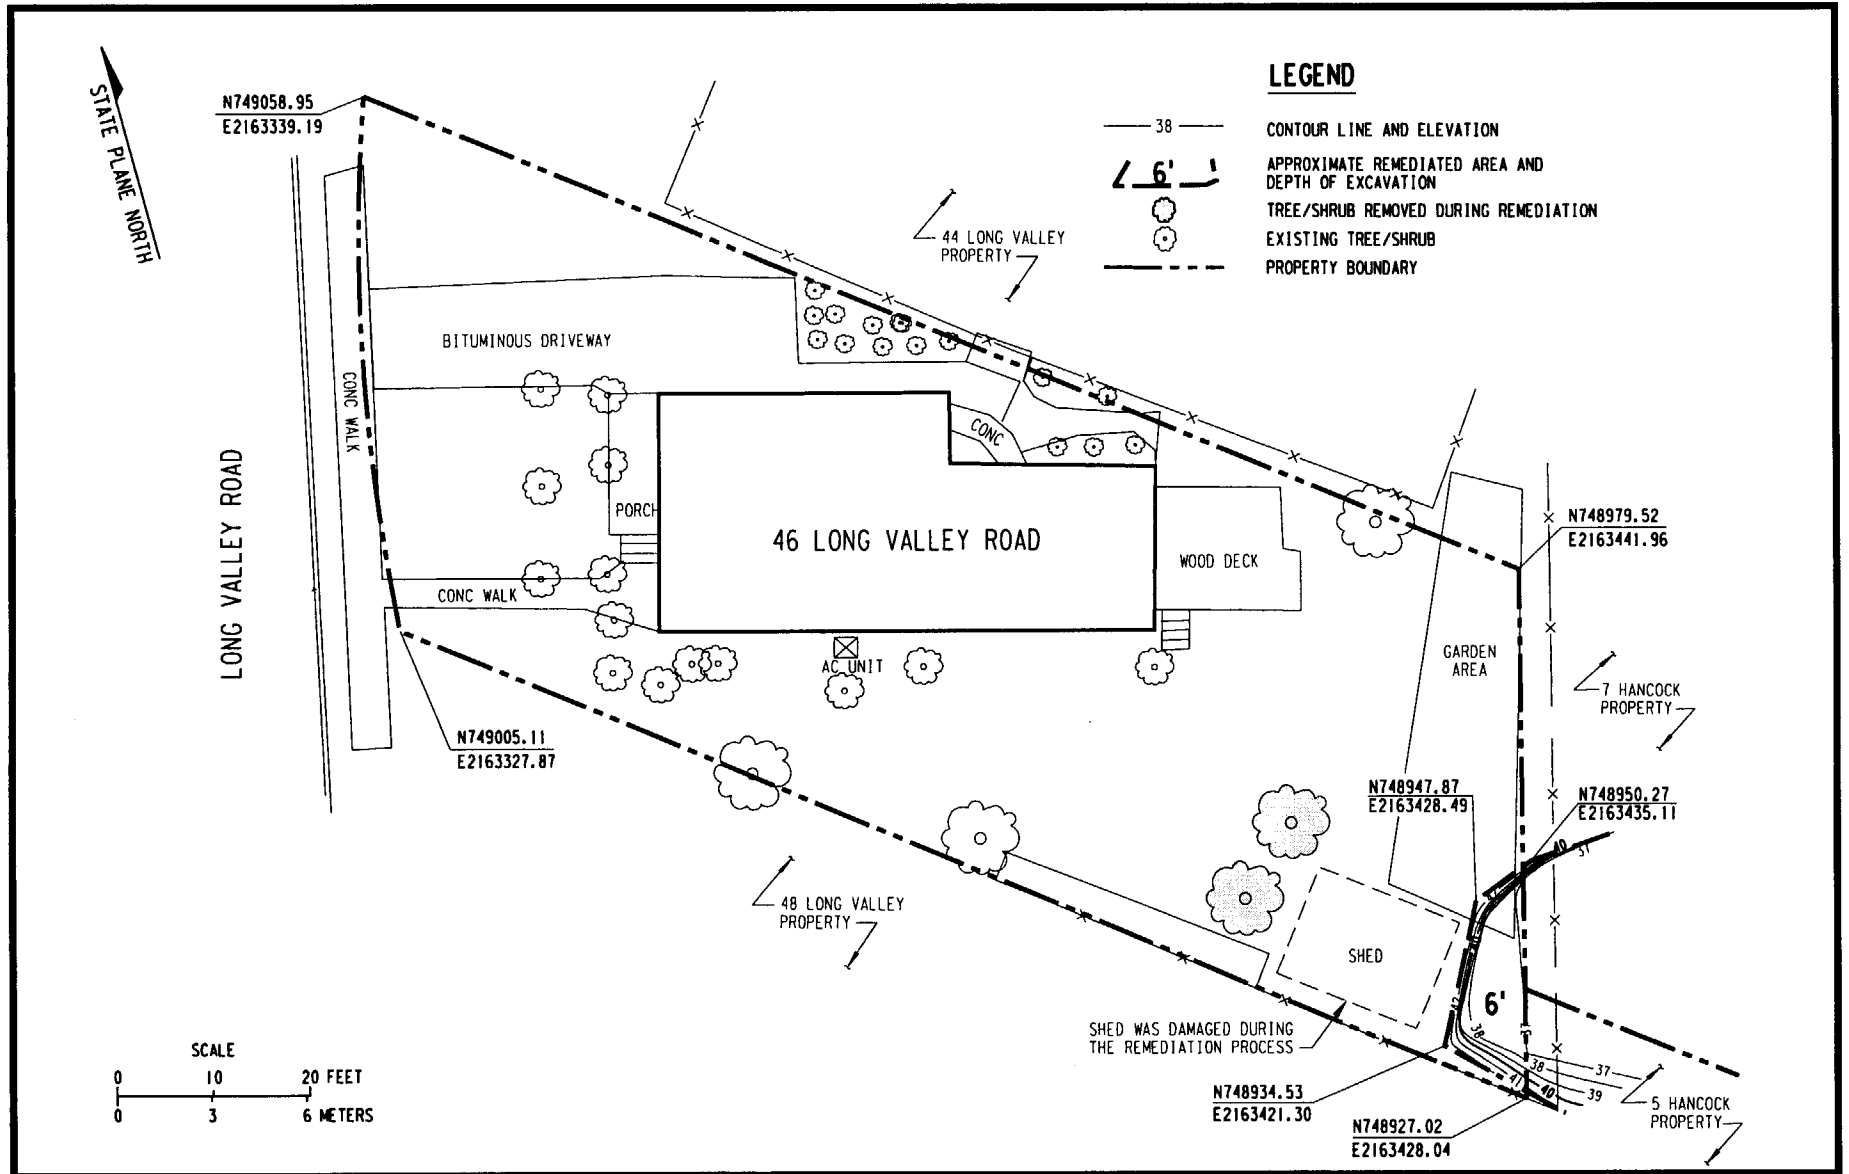 STATE PLANE NORTH
N749058.95
E2163339.19
LEGEND
38
CONTOUR LINE AND ELEVATION
6'
APPROXIMATE REMEDIATED AREA AND
DEPTH OF EXCAVATION
TREE/SHRUB REMOVED DURING REMEDIATION
EXISTING TREE/SHRUB
PROPERTY BOUNDARY
44 LONG VALLEY
PROPERTY
BITUMINOUS DRIVEWAY
CONC WALK
LONG VALLEY ROAD
CONC
PORCH
46 LONG VALLEY ROAD
WOOD DECK
N748979.52
E2163441.96
CONC WALK
AC UNIT
GARDEN
AREA
7 HANCOCK
PROPERTY
N749005.11
E2163327.87
N748947.87
E2163428.49
N748950.27
E2163435.11
40
37
48 LONG VALLEY
PROPERTY
SHED
6'
42
38
SHED WAS DAMAGED DURING
THE REMEDIATION PROCESS
38
37
41
40
39
N748934.53
E2163421.30
5 HANCOCK
PROPERTY
N748927.02
E2163428.04
SCALE
0 10 20 FEET
0 3 6 METERS